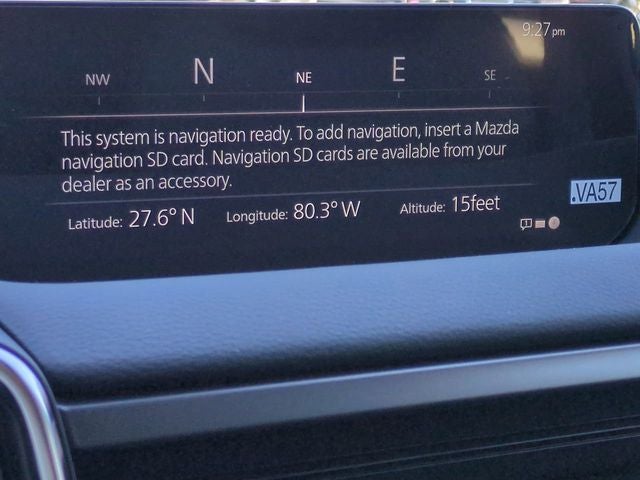 9:27pm
NW N NE E SE
This system is navigation ready. To add navigation, insert a Mazda
navigation SD card. Navigation SD cards are available from your
dealer as an accessory.
Latitude: 27.6° N Longitude: 80.3° W Altitude: 15feet
.VA57